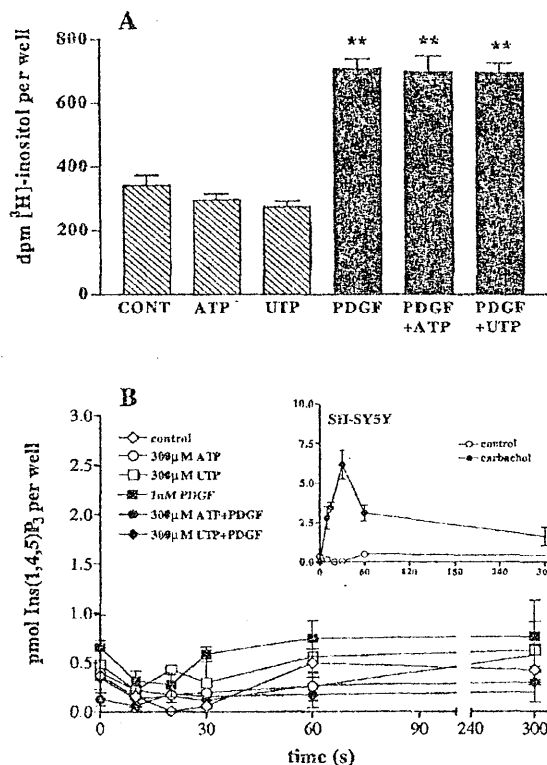 A
dpm [³H]-inositol per well
800
600
400
200
0
CONT ATP UTP PDGF PDGF +ATP PDGF +UTP
** ** **
B
pmol Ins(1,4,5)P₃ per well
3.0
2.5
2.0
1.5
1.0
0.5
0.0
control
300µM ATP
300µM UTP
1nM PDGF
300µM ATP+PDGF
300µM UTP+PDGF
SH-SY5Y
control
carbachol
10.0
7.5
5.0
2.5
0
0 60 120 180 240 300
0 30 60 90 240 300
time (s)